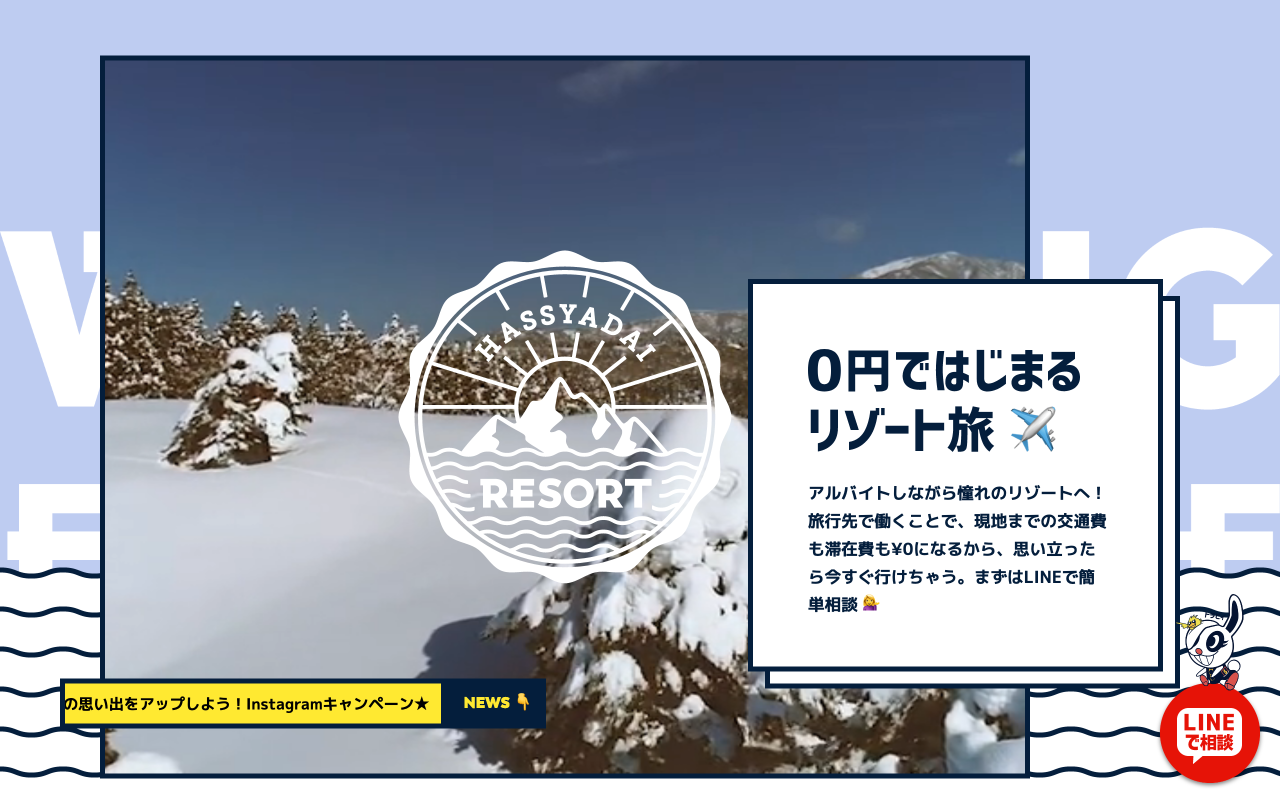 HASSYADAI
RESORT
0円ではじまる
リゾート旅 ✈️
アルバイトしながら憧れのリゾートへ！
旅行先で働くことで、現地までの交通費
も滞在費も¥0になるから、思い立った
ら今すぐ行けちゃう。まずはLINEで簡
単相談 💁‍♀️
の思い出をアップしよう！Instagramキャンペーン★
NEWS 👇
LINE
で相談